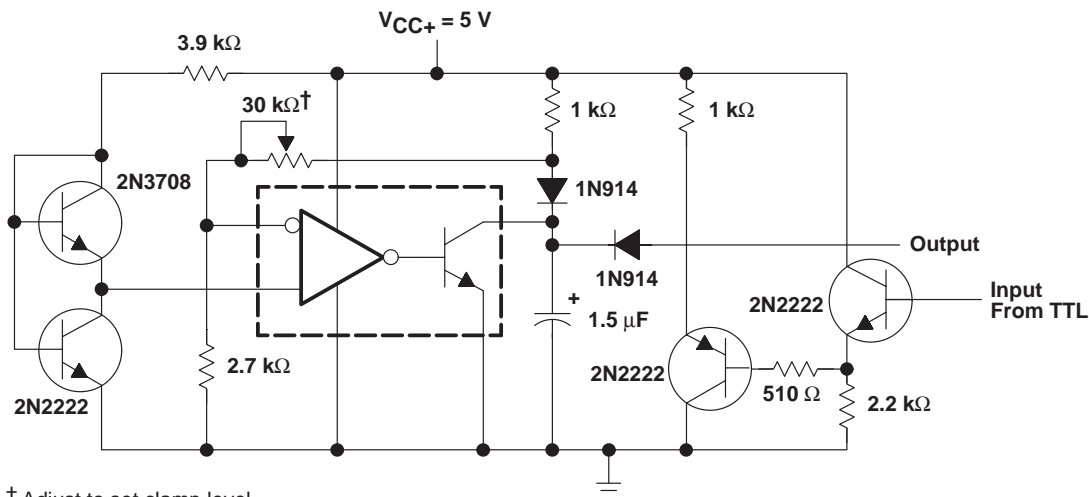 VCC+ = 5 V
3.9 kΩ
30 kΩ†
1 kΩ
1 kΩ
2N3708
1N914
Output
1N914
2N2222
Input
From TTL
+
1.5 µF
2.7 kΩ
2N2222
510 Ω
2.2 kΩ
2N2222
† Adjust to set clamp level